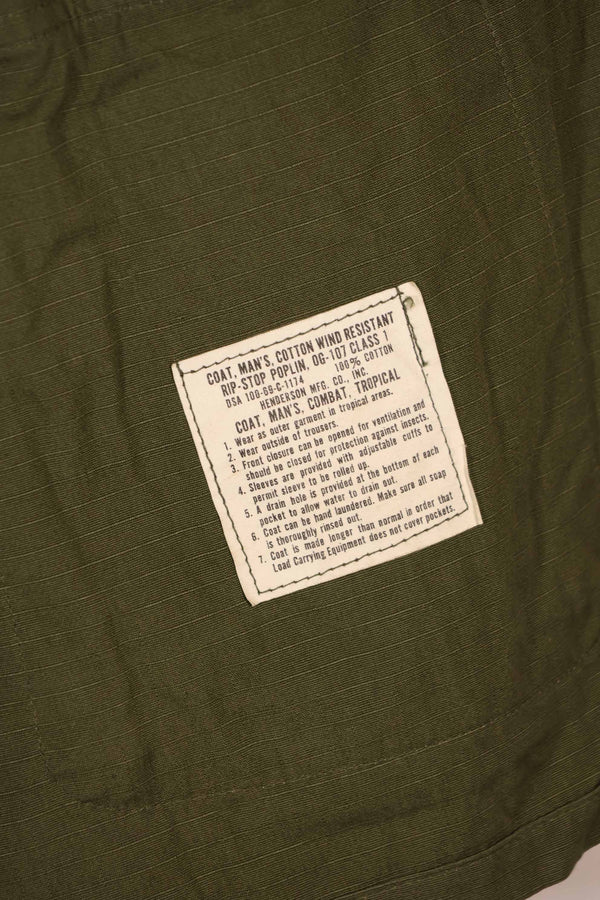 COAT, MAN'S, COTTON WIND RESISTANT
RIP-STOP POPLIN, OG-107 CLASS 1
DSA 100-69-C-1174 100% COTTON
HENDERSON MFG. CO., INC.
COAT, MAN'S, COMBAT, TROPICAL
1. Wear as outer garment in tropical areas.
2. Wear outside of trousers.
3. Front closure can be opened for ventilation and
should be closed for protection against insects.
4. Sleeves are provided with adjustable cuffs to
permit sleeve to be rolled up.
5. A drain hole is provided at the bottom of each
pocket to allow water to drain out.
6. Coat can be hand laundered. Make sure all soap
is thoroughly rinsed out.
7. Coat is made longer than normal in order that
Load Carrying Equipment does not cover pockets.